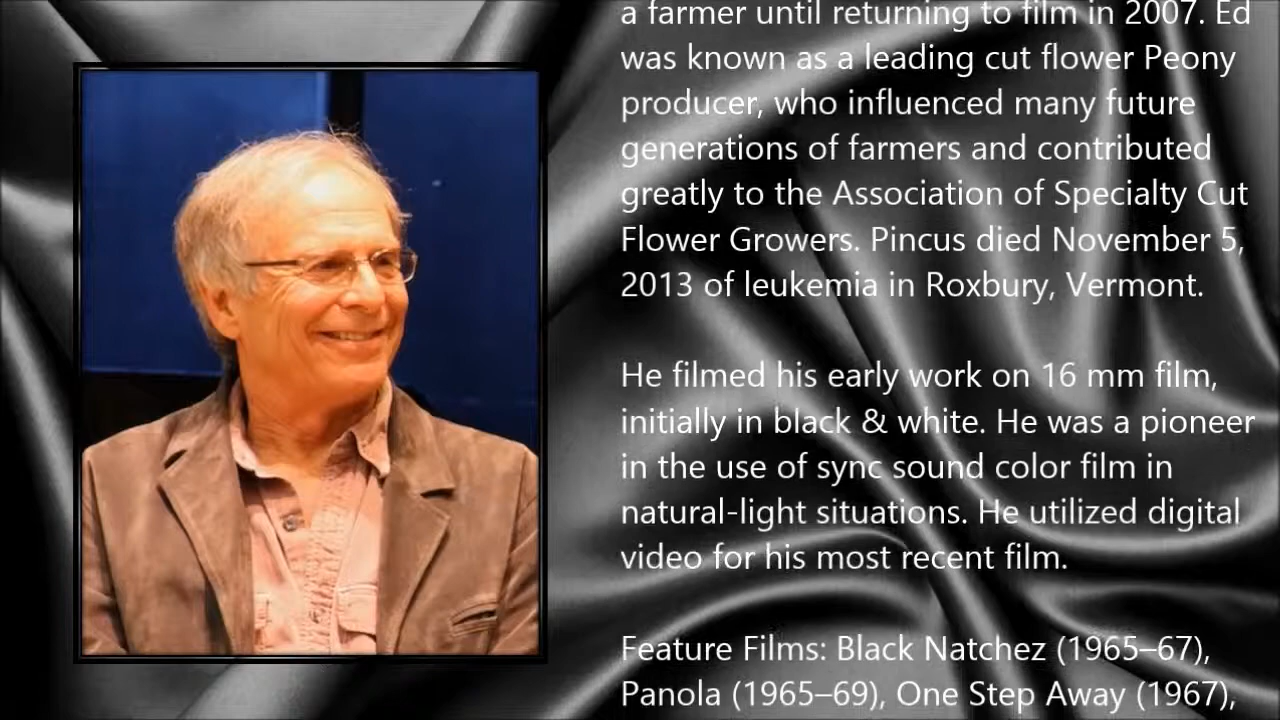 a farmer until returning to film in 2007. Ed
was known as a leading cut flower Peony
producer, who influenced many future
generations of farmers and contributed
greatly to the Association of Specialty Cut
Flower Growers. Pincus died November 5,
2013 of leukemia in Roxbury, Vermont.
He filmed his early work on 16 mm film,
initially in black & white. He was a pioneer
in the use of sync sound color film in
natural-light situations. He utilized digital
video for his most recent film.
Feature Films: Black Natchez (1965–67),
Panola (1965–69), One Step Away (1967),